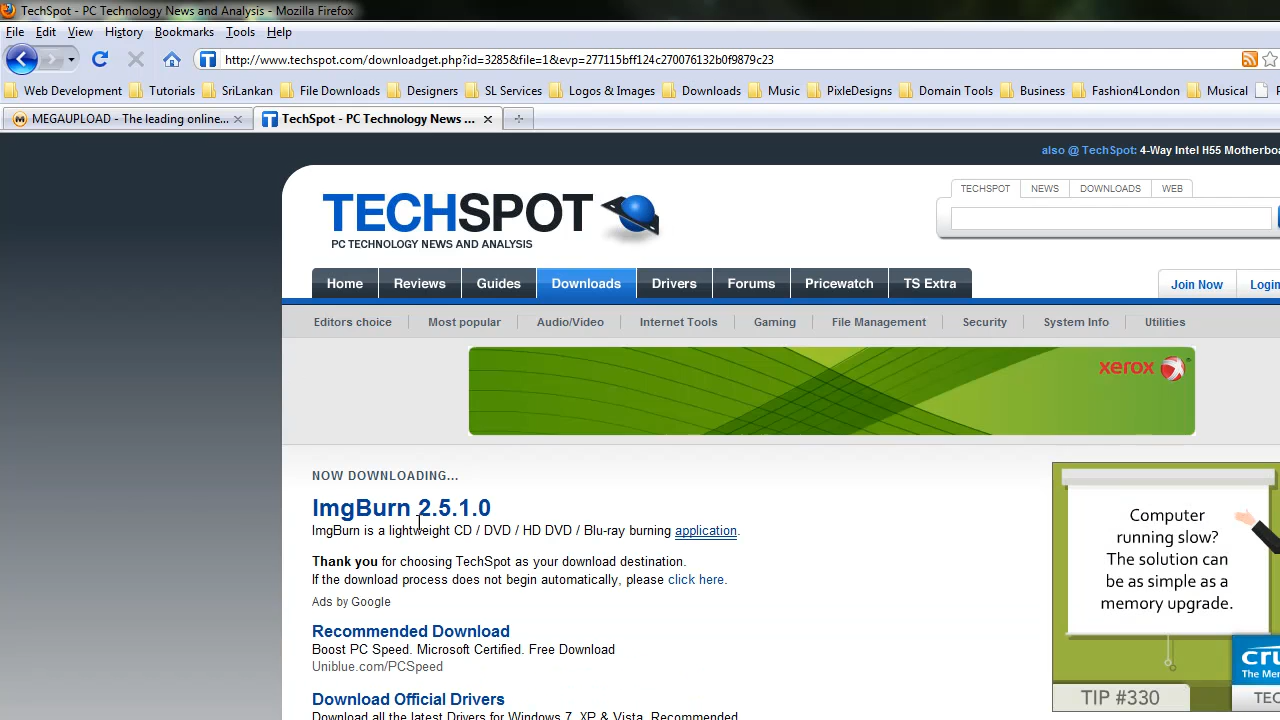 TechSpot - PC Technology News and Analysis - Mozilla Firefox
File Edit View History Bookmarks Tools Help
http://www.techspot.com/downloadget.php?id=3285&file=1&evp=277115bff124c270076132b0f9879c23
Web Development Tutorials SriLankan File Downloads Designers SL Services Logos & Images Downloads Music PixleDesigns Domain Tools Business Fashion4London Musical
MEGAUPLOAD - The leading online... TechSpot - PC Technology News ...
also @ TechSpot: 4-Way Intel H55 Motherboa
TECHSPOT
PC TECHNOLOGY NEWS AND ANALYSIS
TECHSPOT NEWS DOWNLOADS WEB
Home Reviews Guides Downloads Drivers Forums Pricewatch TS Extra Join Now Login
Editors choice Most popular Audio/Video Internet Tools Gaming File Management Security System Info Utilities
xerox
NOW DOWNLOADING...
ImgBurn 2.5.1.0
ImgBurn is a lightweight CD / DVD / HD DVD / Blu-ray burning application.
Thank you for choosing TechSpot as your download destination.
If the download process does not begin automatically, please click here.
Ads by Google
Recommended Download
Boost PC Speed. Microsoft Certified. Free Download
Uniblue.com/PCSpeed
Download Official Drivers
Download all the latest Drivers for Windows 7, XP & Vista. Recommended
Computer
running slow?
The solution can
be as simple as a
memory upgrade.
cru
The Mem
TIP #330
TEC